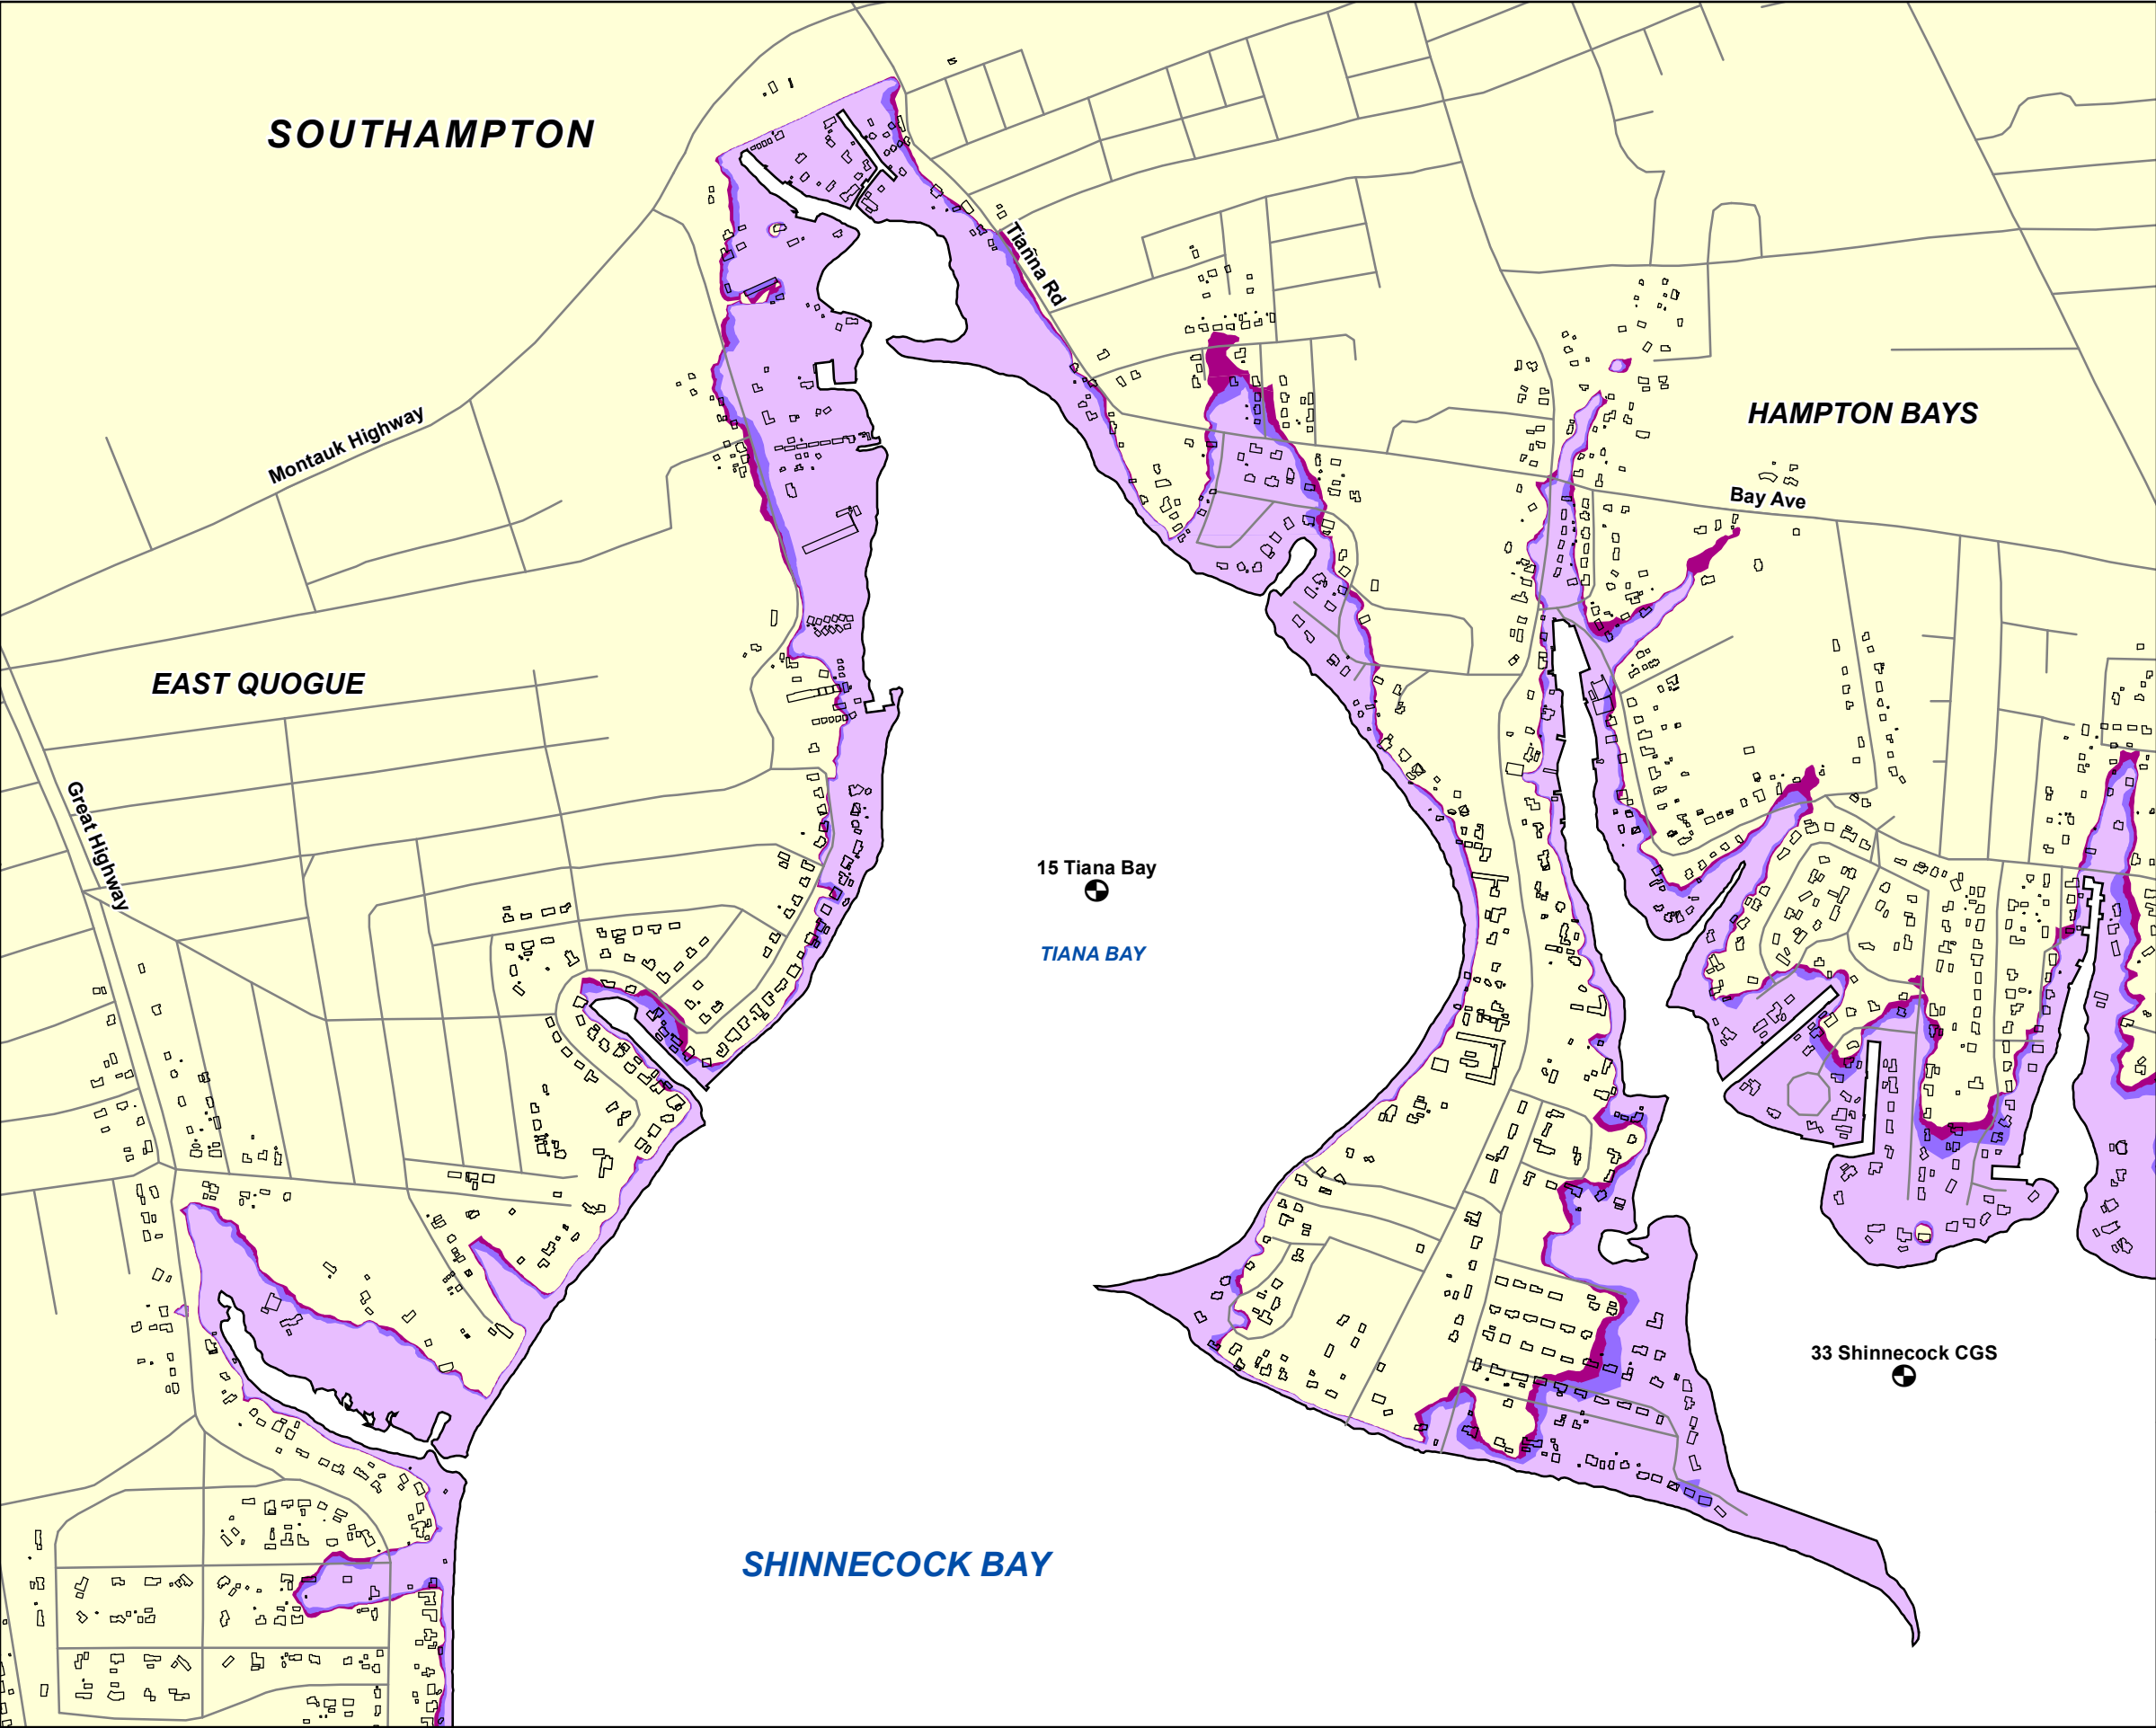 SOUTHAMPTON
Tianna Rd
HAMPTON BAYS
Montauk Highway
Bay Ave
EAST QUOGUE
Great Highway
15 Tiana Bay
TIANA BAY
33 Shinnecock CGS
SHINNECOCK BAY